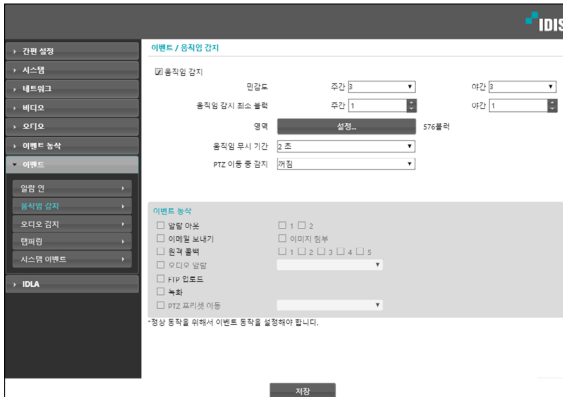 IDIS
간편 설정
시스템
네트워크
비디오
오디오
이벤트 동작
이벤트
알람 인
움직임 감지
오디오 감지
탬퍼링
시스템 이벤트
IDLA
이벤트 / 움직임 감지
움직임 감지
민감도 주간 3 야간 3
움직임 감시 최소 블럭 주간 1 야간 1
영역 설정... 576블럭
움직임 무시 기간 2 초
PTZ 이동 중 감지 꺼짐
이벤트 동작
알람 아웃 1 2
이메일 보내기 이미지 첨부
원격 콜백 1 2 3 4 5
오디오 알람
FTP 업로드
녹화
PTZ 프리셋 이동
*정상 동작을 위해서 이벤트 동작을 설정해야 합니다.
저장